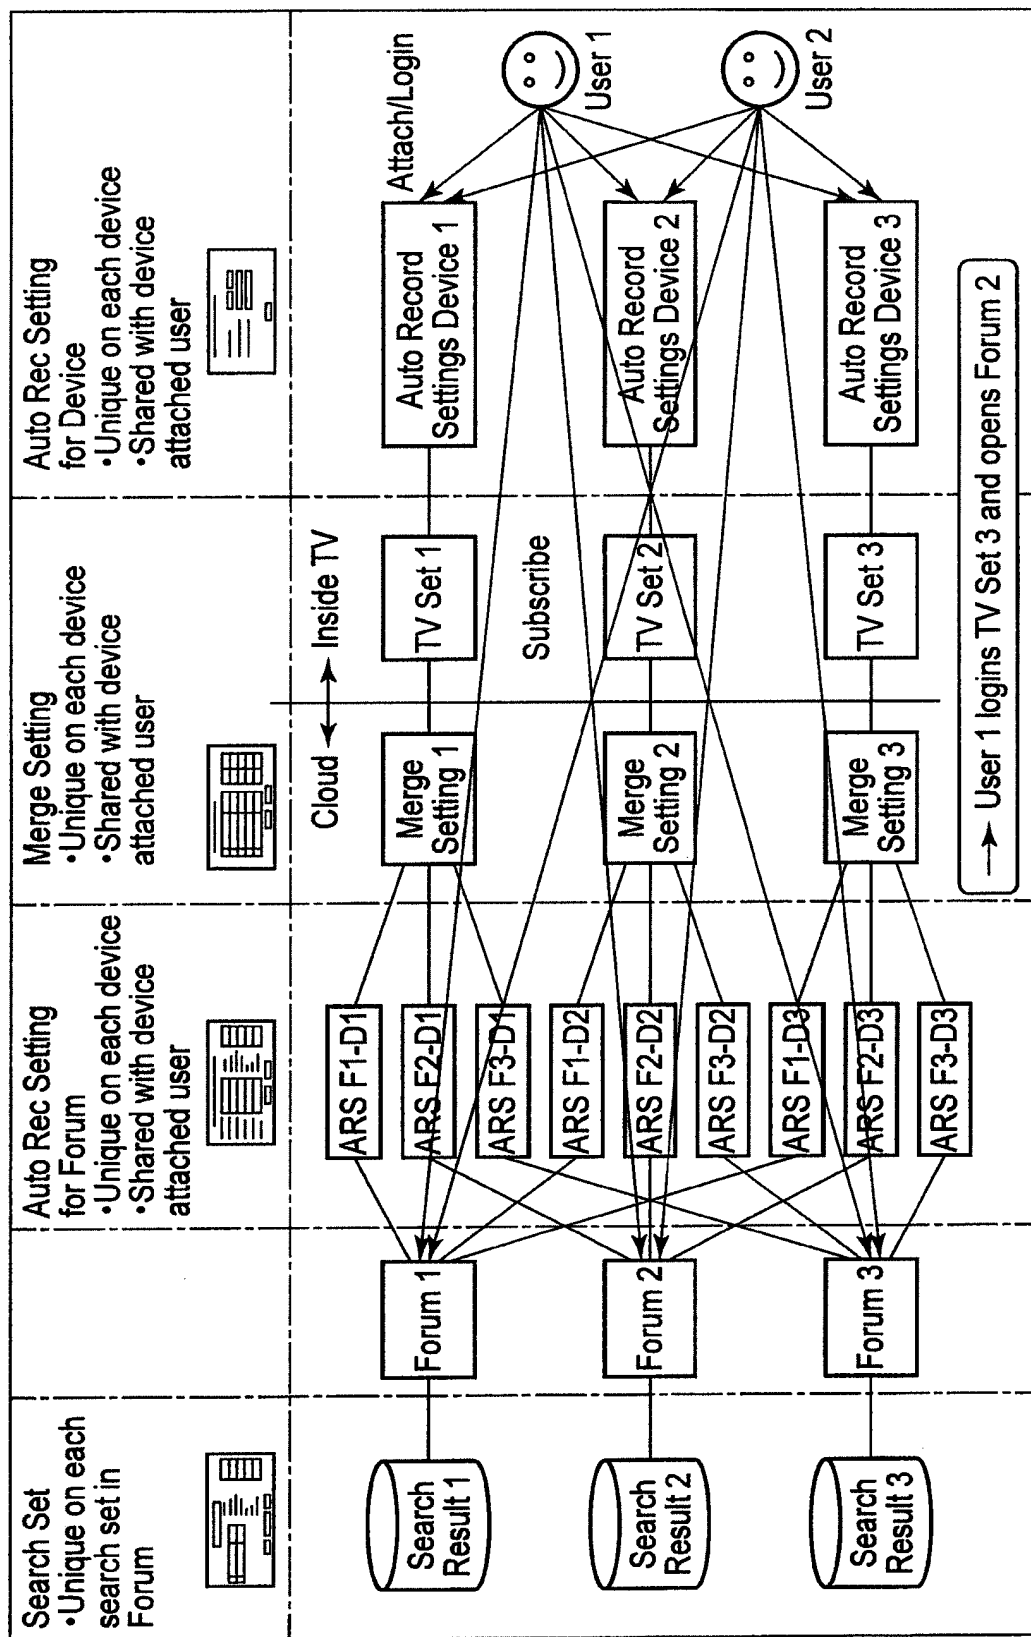 Search Set
•Unique on each
search set in
Forum
Auto Rec Setting
for Forum
•Unique on each device
•Shared with device
attached user
Merge Setting
•Unique on each device
•Shared with device
attached user
Auto Rec Setting
for Device
•Unique on each device
•Shared with device
attached user
Cloud
Inside TV
Attach/Login
Search
Result 1
Forum 1
ARS F1-D1
ARS F2-D1
ARS F3-D1
Merge
Setting 1
TV Set 1
Auto Record
Settings Device 1
User 1
Subscribe
Search
Result 2
Forum 2
ARS F1-D2
ARS F2-D2
ARS F3-D2
Merge
Setting 2
TV Set 2
Auto Record
Settings Device 2
User 2
Search
Result 3
Forum 3
ARS F1-D3
ARS F2-D3
ARS F3-D3
Merge
Setting 3
TV Set 3
Auto Record
Settings Device 3
User 1 logins TV Set 3 and opens Forum 2